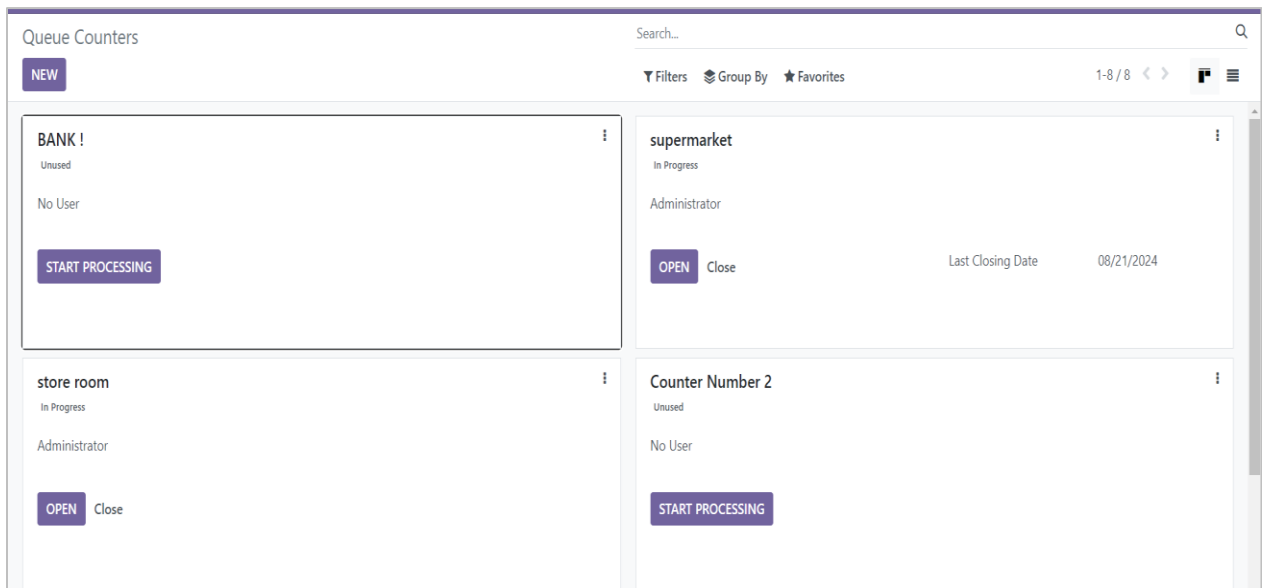 Queue Counters
Search...
NEW
Filters Group By Favorites 1-8 / 8
BANK !
Unused
No User
START PROCESSING
supermarket
In Progress
Administrator
OPEN Close Last Closing Date 08/21/2024
store room
In Progress
Administrator
OPEN Close
Counter Number 2
Unused
No User
START PROCESSING